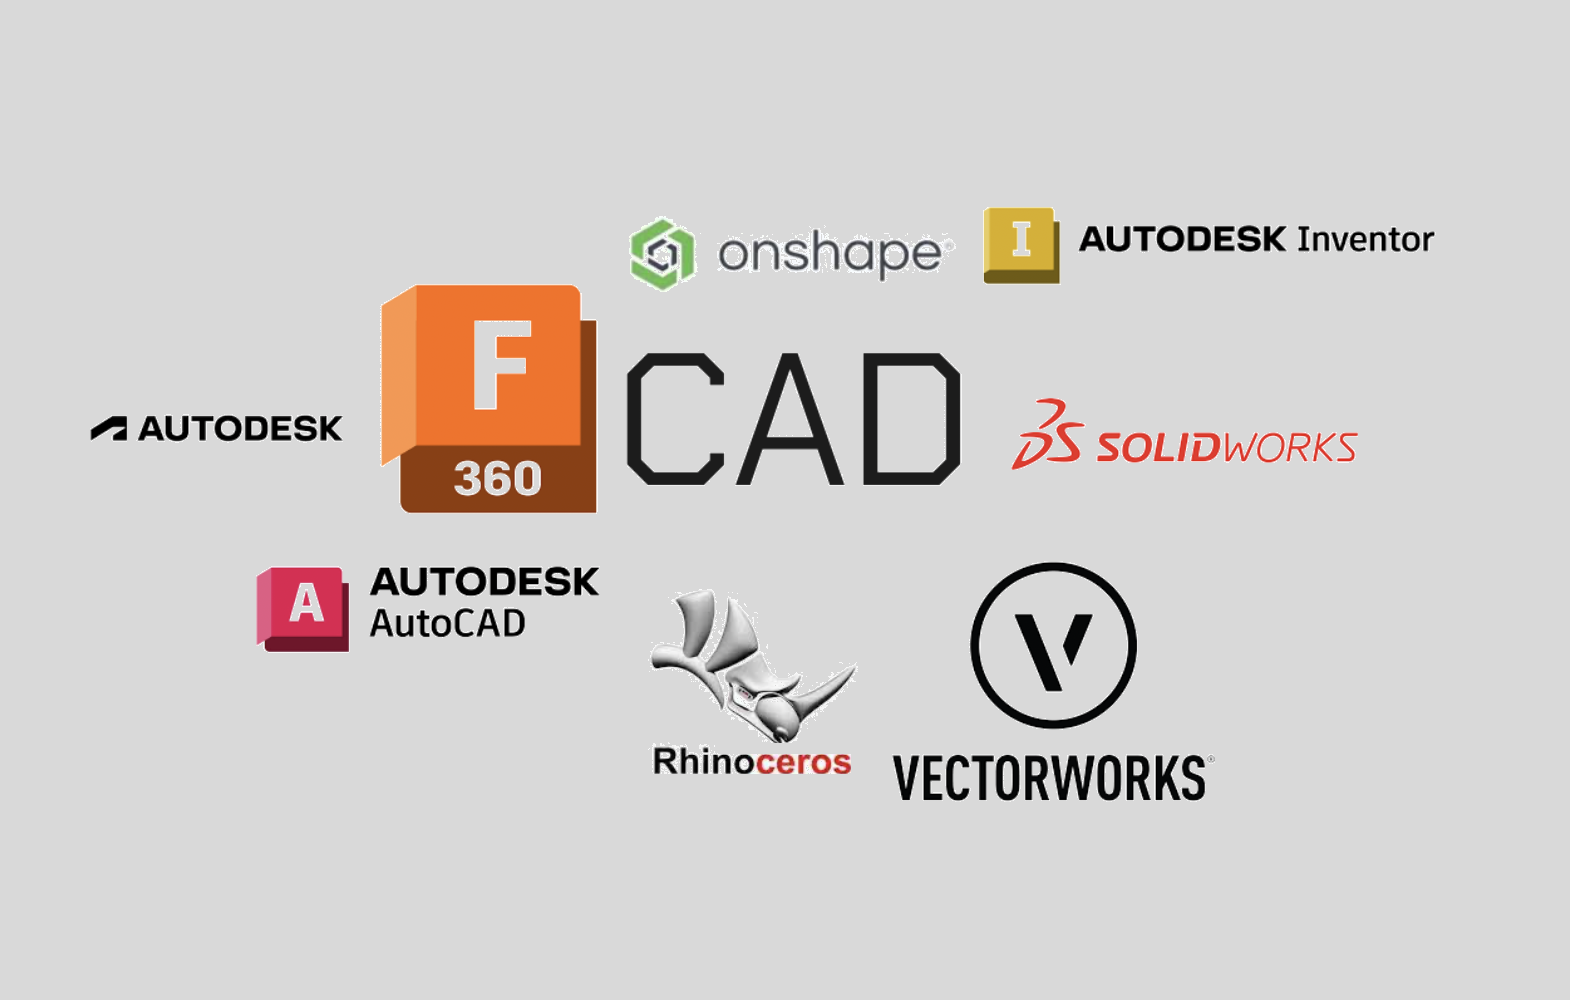 onshape®
I AUTODESK Inventor
F
360
CAD
AUTODESK
SOLIDWORKS
A AUTODESK
AutoCAD
Rhinoceros
V
VECTORWORKS®